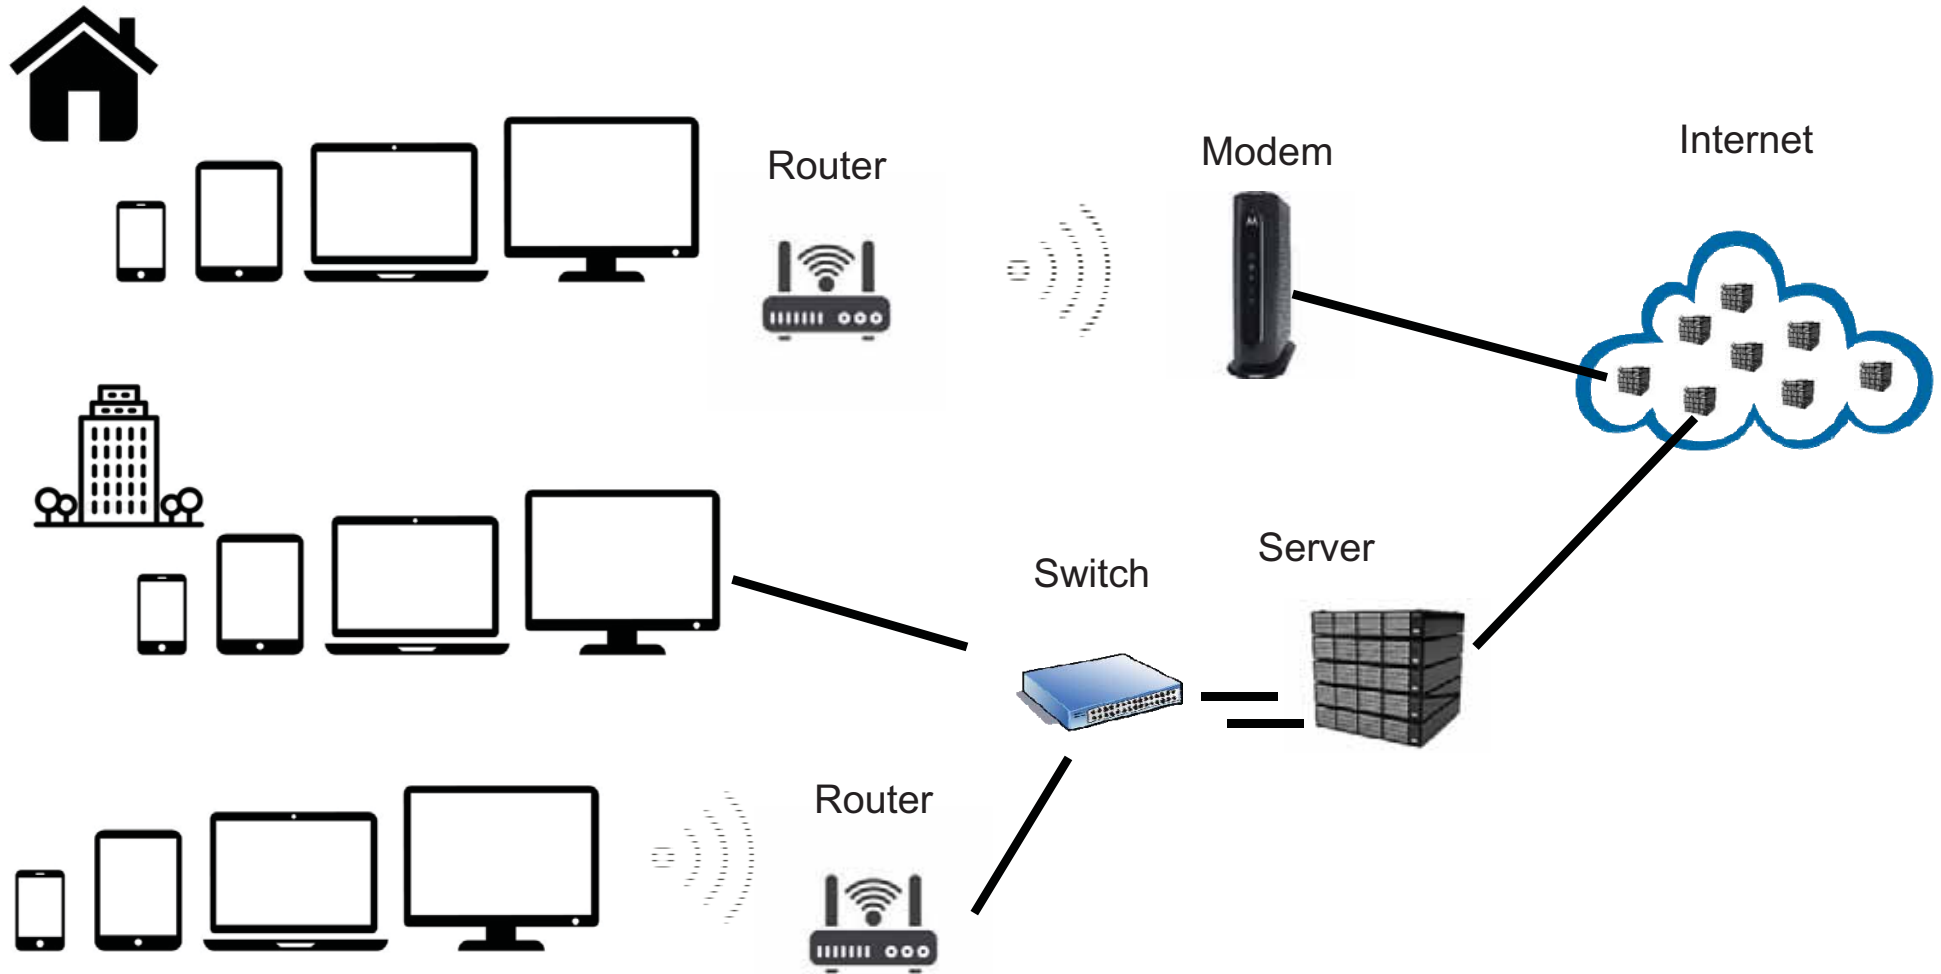 Router
Modem
Internet
Switch
Server
Router